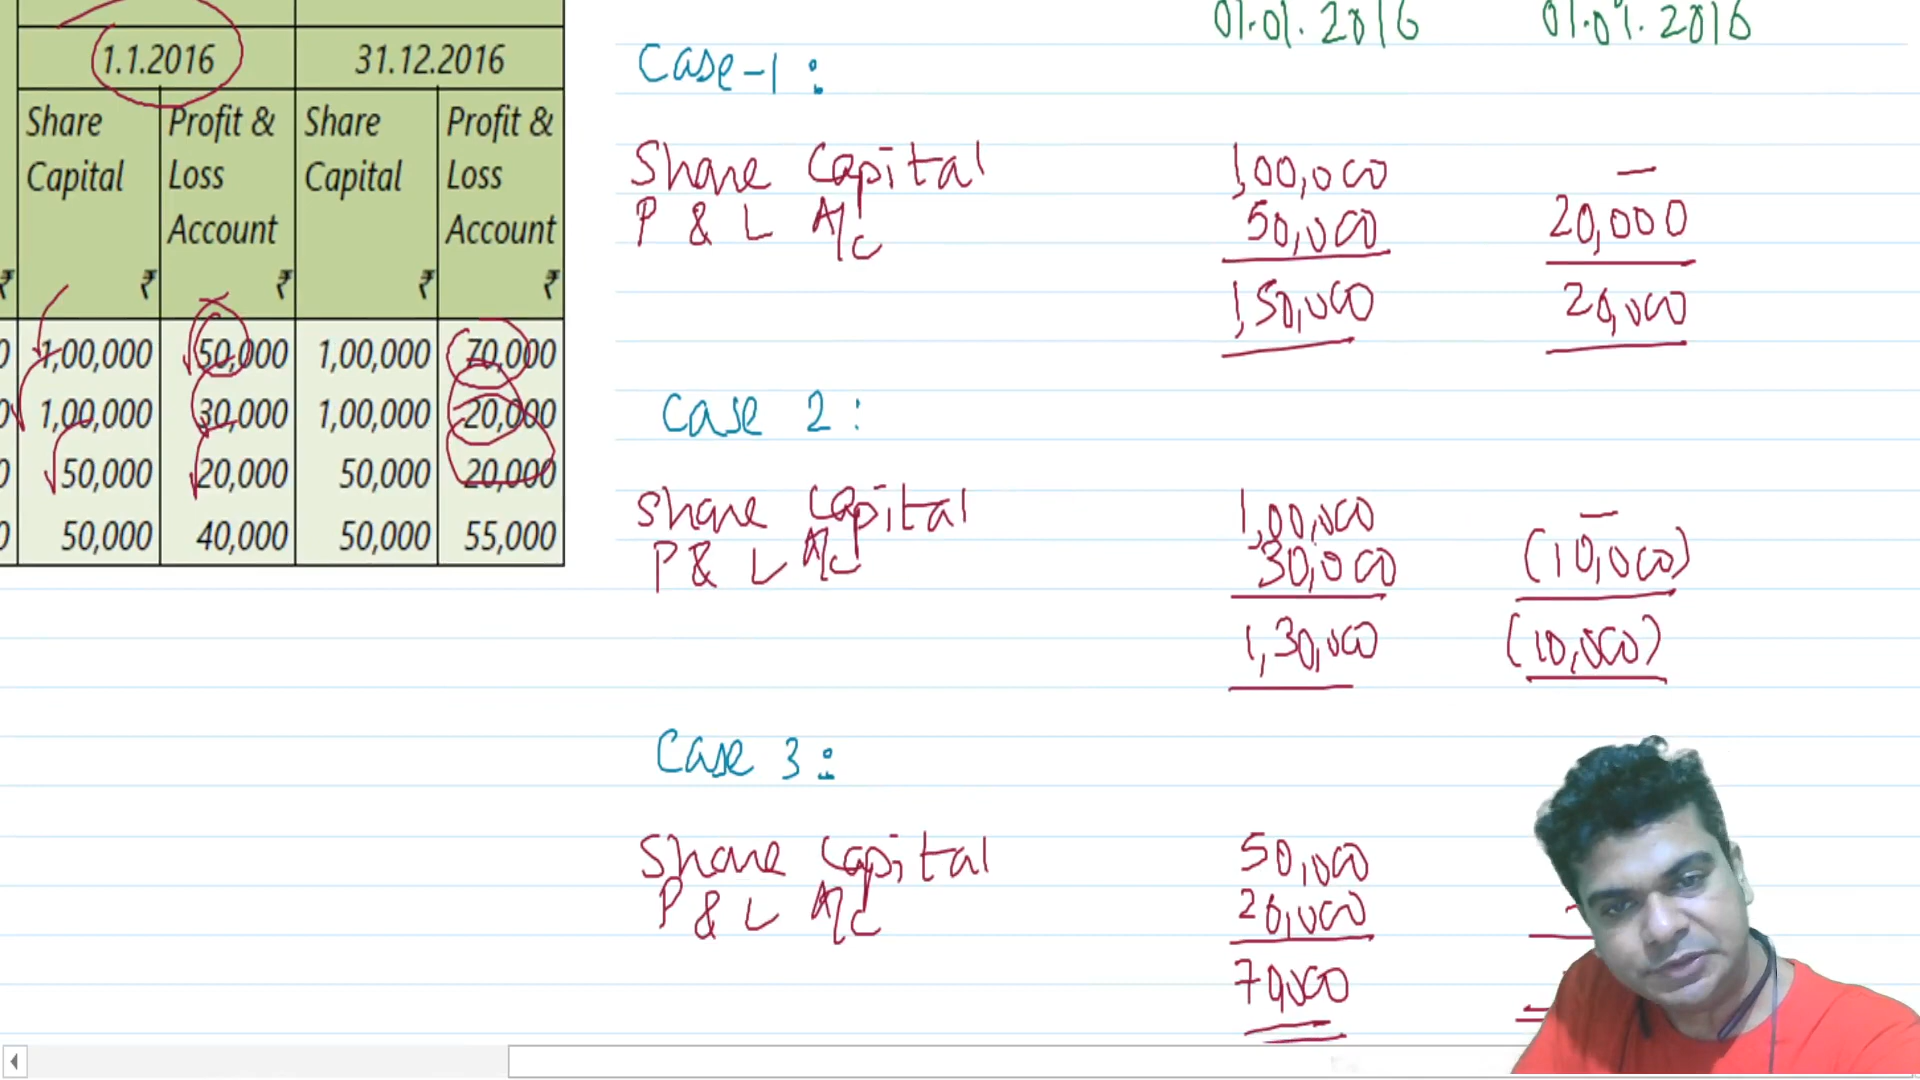 01.01.2016 01.01.2016
1.1.2016 31.12.2016
Case-1:
Share Capital Profit & Loss Account Share Capital Profit & Loss Account
₹ ₹ ₹ ₹ ₹
1,00,000 50,000 1,00,000 70,000
1,00,000 30,000 1,00,000 20,000
50,000 20,000 50,000 20,000
50,000 40,000 50,000 55,000
Share Capital 1,00,000 —
P & L A/C 50,000 20,000
1,50,000 20,000
Case 2:
Share Capital 1,00,000 —
P & L A/C 30,000 (10,000)
1,30,000 (10,000)
Case 3:
Share Capital 50,000
P & L A/C 20,000
70,000